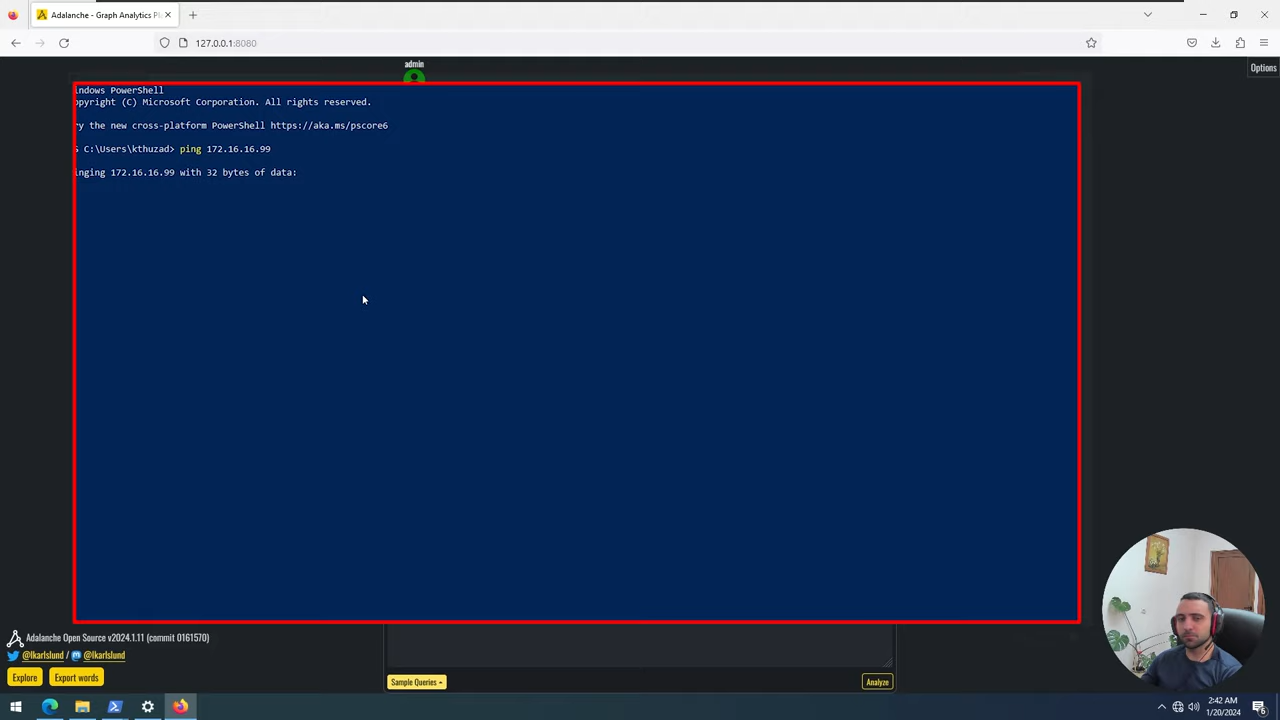 Adalanche - Graph Analytics Pl
127.0.0.1:8080
admin
Options
indows PowerShell
opyright (C) Microsoft Corporation. All rights reserved.
ry the new cross-platform PowerShell https://aka.ms/pscore6
S C:\Users\kthuzad> ping 172.16.16.99
inging 172.16.16.99 with 32 bytes of data:
Adalanche Open Source v2024.1.11 (commit 0161570)
@lkarlslund / @lkarlslund
Explore
Export words
Sample Queries
Analyze
2:42 AM
1/20/2024